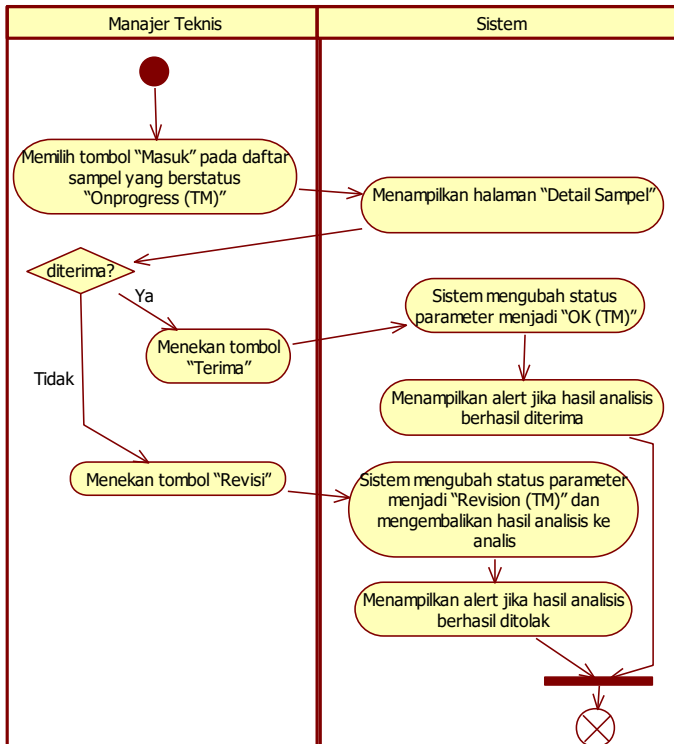 Manajer Teknis
Sistem
Memilih tombol “Masuk” pada daftar
sampel yang berstatus
“Onprogress (TM)”
Menampilkan halaman “Detail Sampel”
diterima?
Ya
Sistem mengubah status
parameter menjadi “OK (TM)”
Menekan tombol
“Terima”
Tidak
Menampilkan alert jika hasil analisis
berhasil diterima
Menekan tombol “Revisi”
Sistem mengubah status parameter
menjadi “Revision (TM)” dan
mengembalikan hasil analisis ke
analis
Menampilkan alert jika hasil analisis
berhasil ditolak